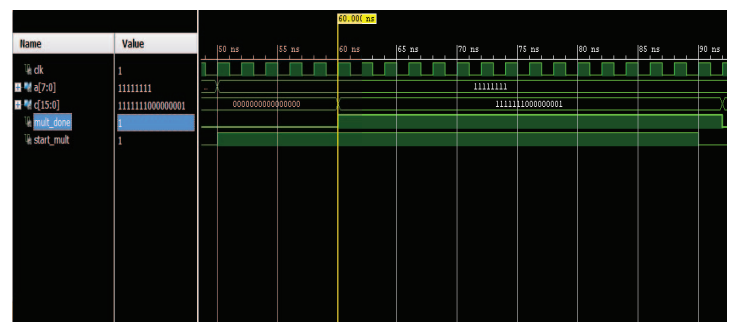 60.000 ns
Name Value
50 ns 55 ns 60 ns 65 ns 70 ns 75 ns 80 ns 85 ns 90 ns
clk 1
a[7:0] 11111111 11111111
c[15:0] 1111111000000001 0000000000000000 1111111000000001
mult_done 1
start_mult 1